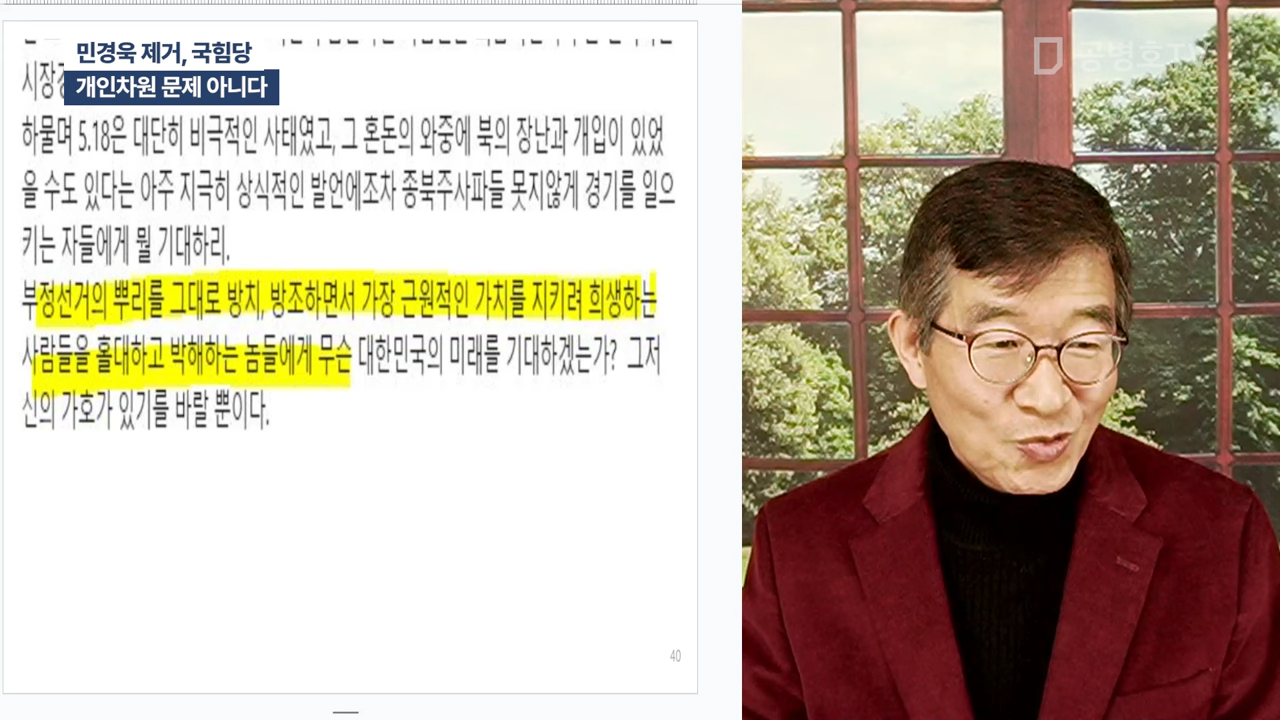 민경욱 제거, 국힘당
개인차원 문제 아니다
공병호TV
시장경
하물며 5.18은 대단히 비극적인 사태였고, 그 혼돈의 와중에 북의 장난과 개입이 있었
을 수도 있다는 아주 지극히 상식적인 발언에조차 종북주사파들 못지않게 경기를 일으
키는 자들에게 뭘 기대하리.
부정선거의 뿌리를 그대로 방치, 방조하면서 가장 근원적인 가치를 지키려 희생하는
사람들을 홀대하고 박해하는 놈들에게 무슨 대한민국의 미래를 기대하겠는가? 그저
신의 가호가 있기를 바랄 뿐이다.
40